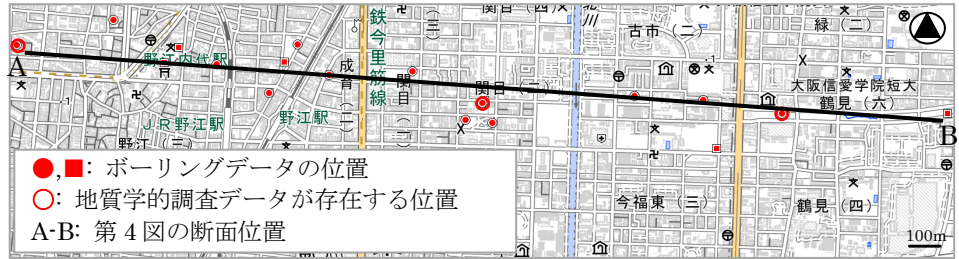 関目（四）
古市（二）
緑（二）
鉄今里筋線
（三）
野江内代駅
成育（二）
大阪信愛学院短大
鶴見（六）
A
関目（一）
JR野江駅
野江駅
B
野江（三）
●,■: ボーリングデータの位置
○: 地質学的調査データが存在する位置
A-B: 第4図の断面位置
今福東（三）
鶴見（四）
100m